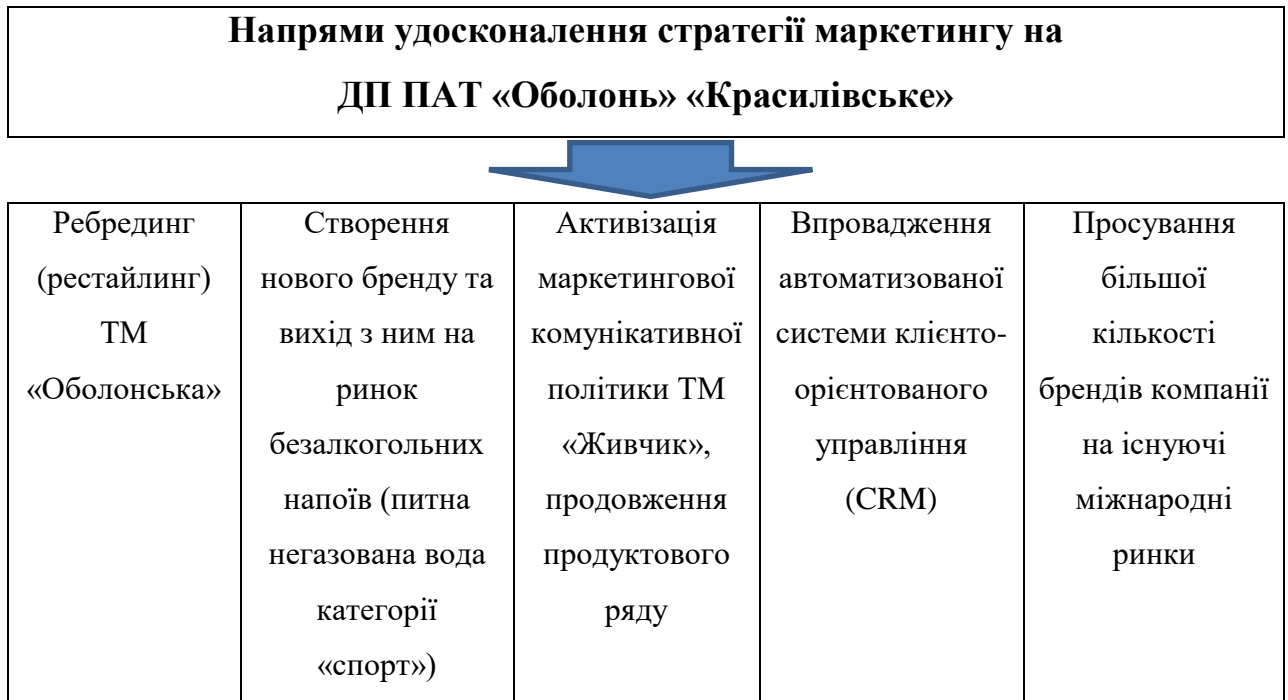 Напрями удосконалення стратегії маркетингу на
ДП ПАТ «Оболонь» «Красилівське»
Ребрединг
(рестайлинг)
ТМ
«Оболонська»
Створення
нового бренду та
вихід з ним на
ринок
безалкогольних
напоїв (питна
негазована вода
категорії
«спорт»)
Активізація
маркетингової
комунікативної
політики ТМ
«Живчик»,
продовження
продуктового
ряду
Впровадження
автоматизованої
системи клієнто-
орієнтованого
управління
(CRM)
Просування
більшої
кількості
брендів компанії
на існуючі
міжнародні
ринки